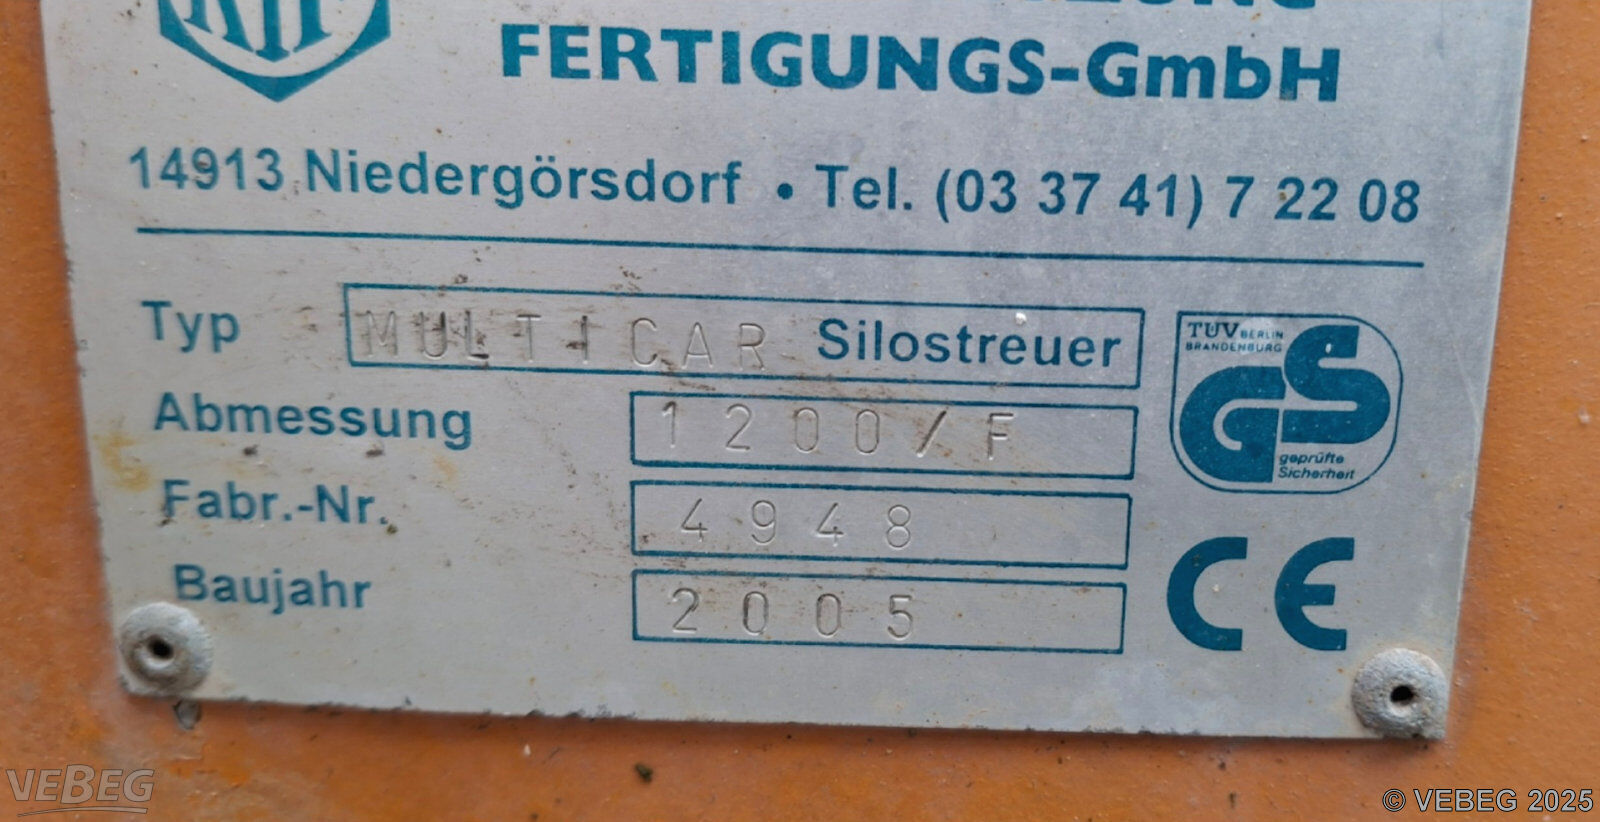 FERTIGUNGS-GmbH
14913 Niedergörsdorf • Tel. (03 37 41) 7 22 08
Typ MULTICAR Silostreuer
TÜV BERLIN
BRANDENBURG
GS
geprüfte
Sicherheit
Abmessung 1200/F
Fabr.-Nr. 4948
Baujahr 2005
CE
VEBEG
© VEBEG 2025